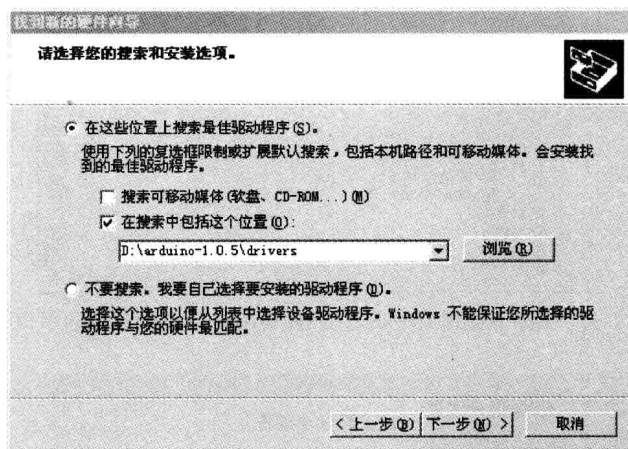 找到新的硬件向导
请选择您的搜索和安装选项。
在这些位置上搜索最佳驱动程序(S)。
使用下列的复选框限制或扩展默认搜索，包括本机路径和可移动媒体。会安装找
到的最佳驱动程序。
搜索可移动媒体(软盘、CD-ROM...)(M)
在搜索中包括这个位置(O):
D:\arduino-1.0.5\drivers
浏览(R)
不要搜索。我要自己选择要安装的驱动程序(D)。
选择这个选项以便从列表中选择设备驱动程序。Windows 不能保证您所选择的驱
动程序与您的硬件最匹配。
< 上一步(B) 下一步(N) > 取消